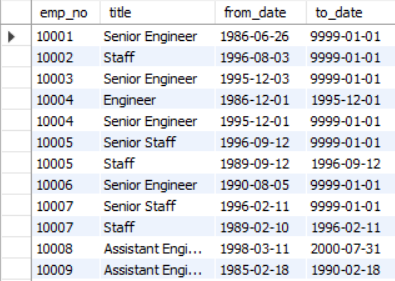 emp_no title from_date to_date
10001 Senior Engineer 1986-06-26 9999-01-01
10002 Staff 1996-08-03 9999-01-01
10003 Senior Engineer 1995-12-03 9999-01-01
10004 Engineer 1986-12-01 1995-12-01
10004 Senior Engineer 1995-12-01 9999-01-01
10005 Senior Staff 1996-09-12 9999-01-01
10005 Staff 1989-09-12 1996-09-12
10006 Senior Engineer 1990-08-05 9999-01-01
10007 Senior Staff 1996-02-11 9999-01-01
10007 Staff 1989-02-10 1996-02-11
10008 Assistant Engi... 1998-03-11 2000-07-31
10009 Assistant Engi... 1985-02-18 1990-02-18